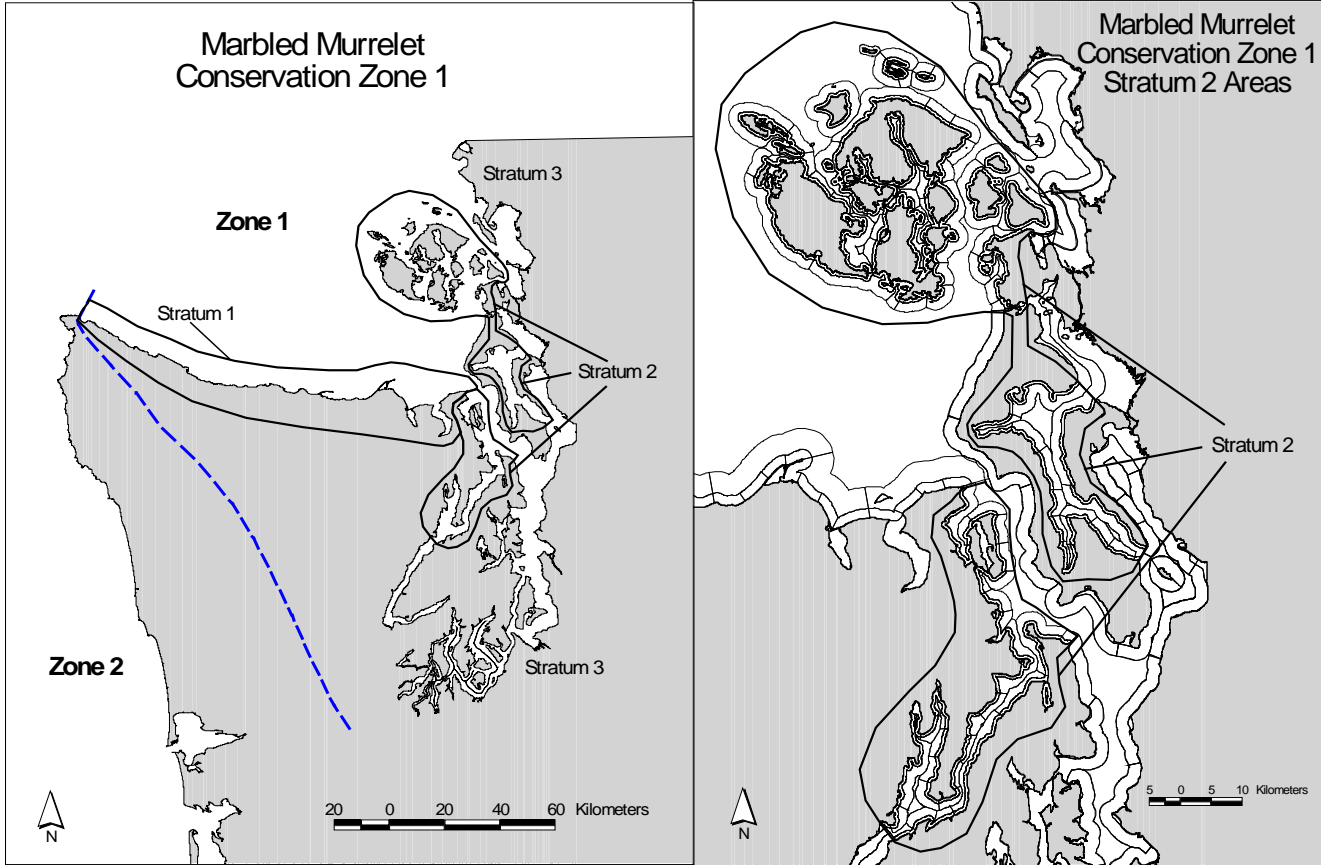 Marbled Murrelet
Conservation Zone 1
Stratum 3
Zone 1
Stratum 1
Stratum 2
Zone 2
Stratum 3
N
20 0 20 40 60 Kilometers
Marbled Murrelet
Conservation Zone 1
Stratum 2 Areas
Stratum 2
N
5 0 5 10 Kilometers